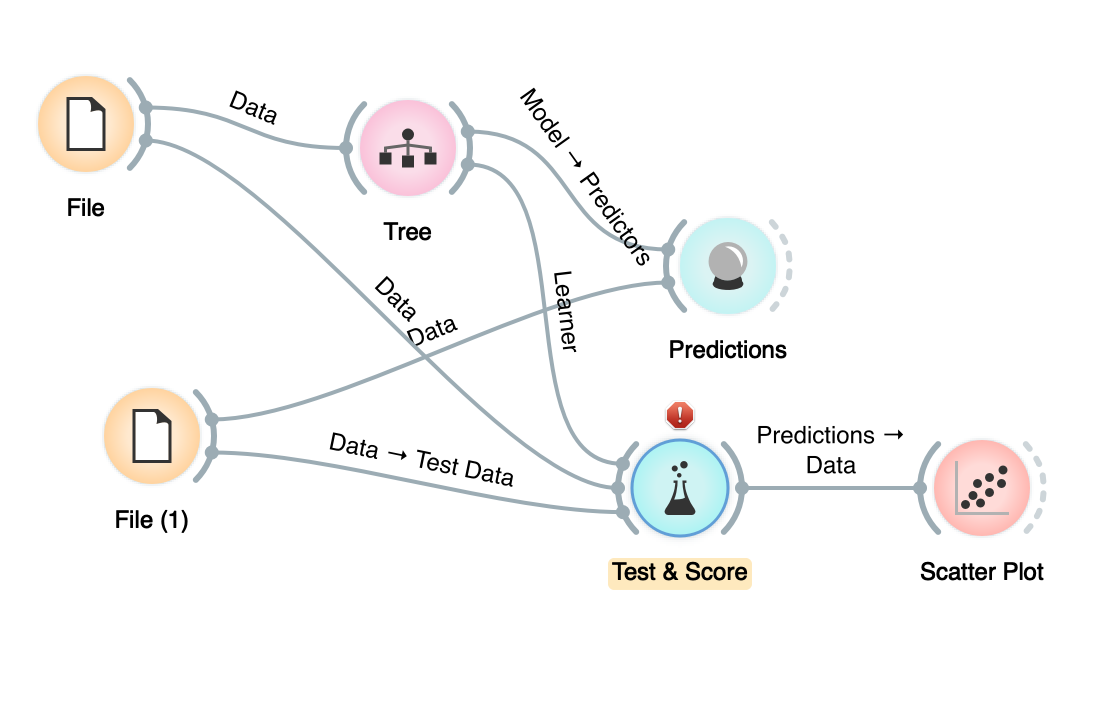 Data
Model → Predictors
File
Tree
Data
Learner
Data
Predictions
Data → Test Data
Predictions →
Data
File (1)
Test & Score
Scatter Plot